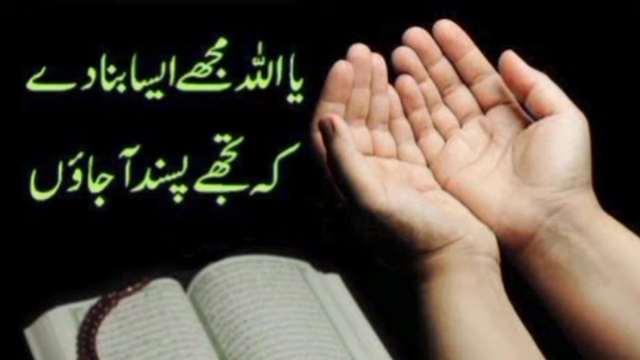 یا اللہ مجھے ایسا بنا دے
کہ تجھے پسند آ جاؤں